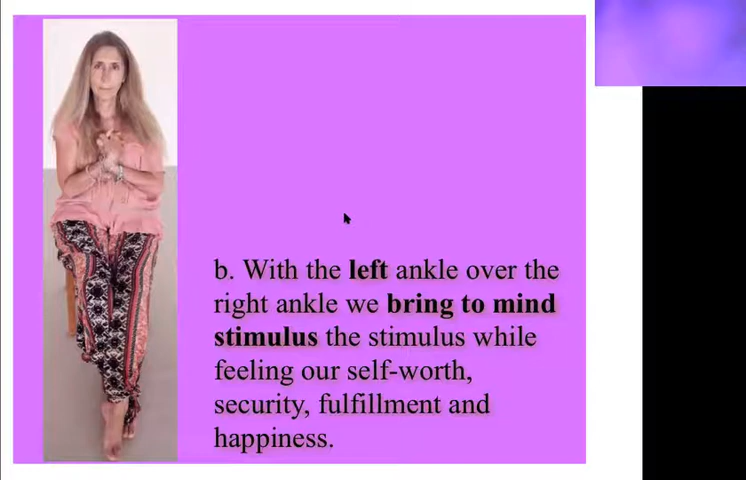 b. With the left ankle over the
right ankle we bring to mind
stimulus the stimulus while
feeling our self-worth,
security, fulfillment and
happiness.